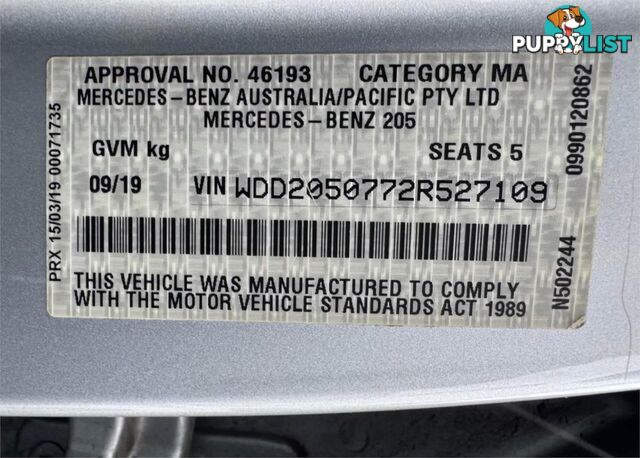 PUPPYLIST
APPROVAL NO. 46193 CATEGORY MA
MERCEDES-BENZ AUSTRALIA/PACIFIC PTY LTD
MERCEDES-BENZ 205
GVM kg SEATS 5
09/19 VIN WDD2050772R527109
THIS VEHICLE WAS MANUFACTURED TO COMPLY
WITH THE MOTOR VEHICLE STANDARDS ACT 1989
PRX 15/03/19 00071735
0990120862
N502244